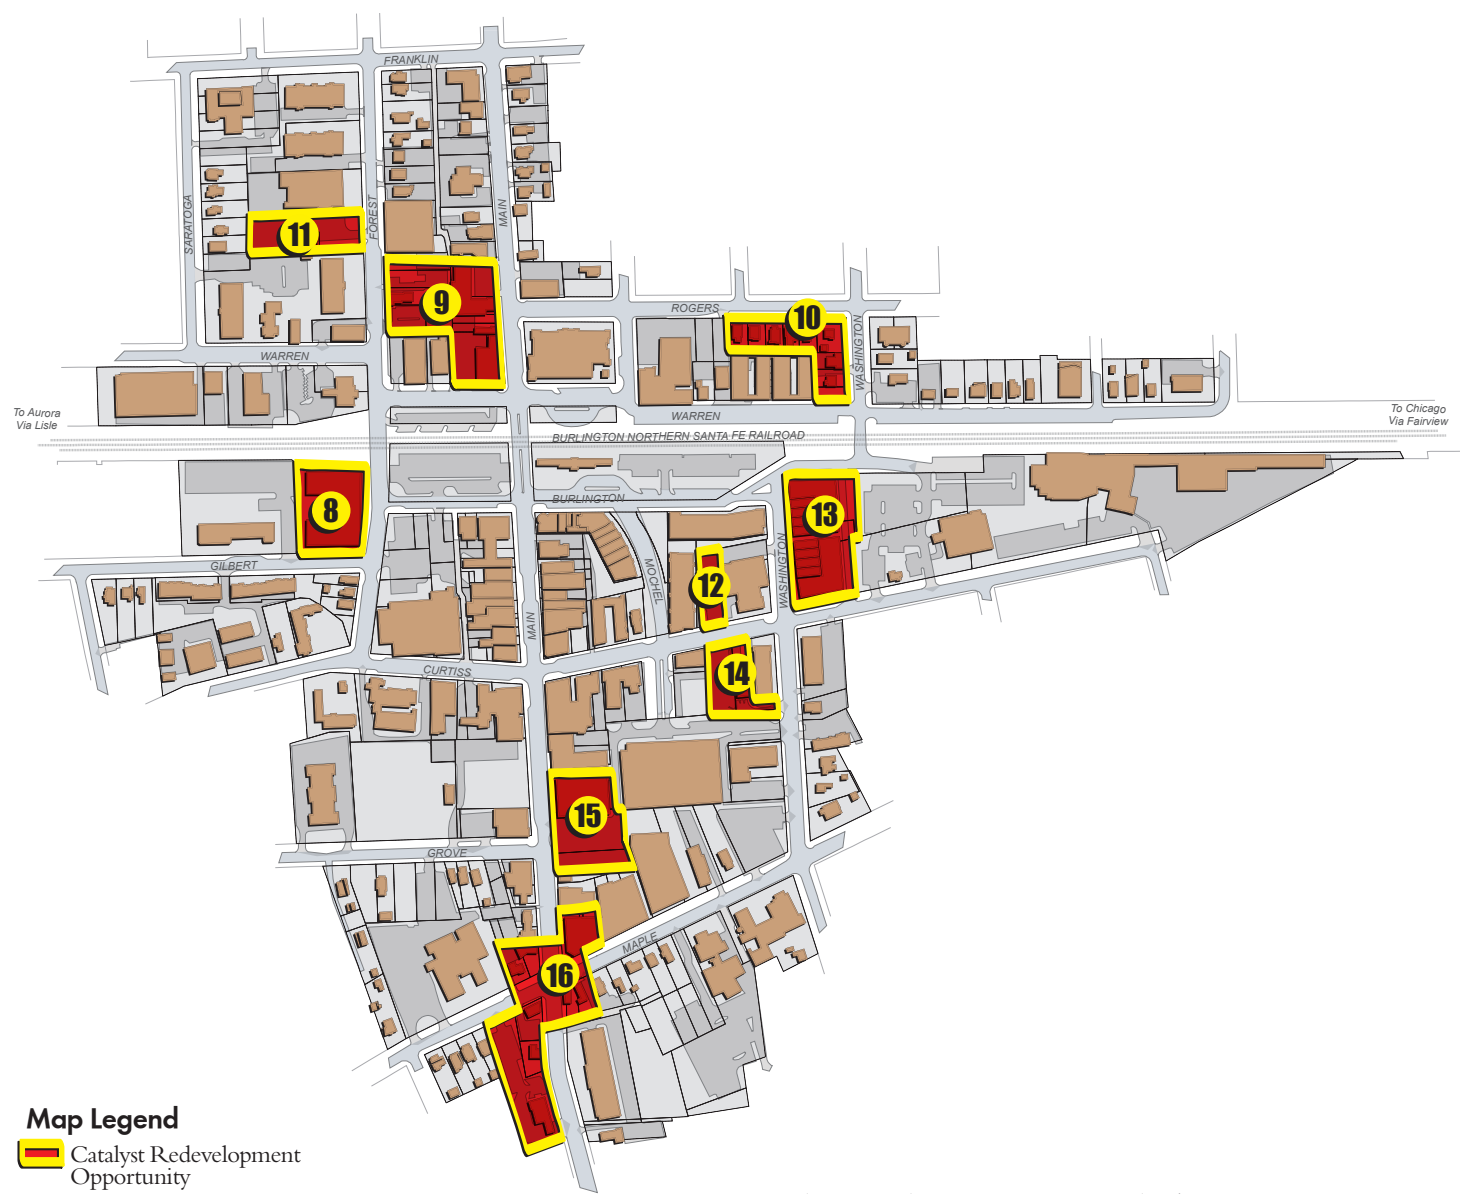 FRANKLIN
SARATOGA
FOREST
MAIN
11
9
10
ROGERS
WASHINGTON
WARREN
WARREN
To Aurora
Via Lisle
To Chicago
Via Fairview
BURLINGTON NORTHERN SANTA FE RAILROAD
8
BURLINGTON
13
GILBERT
MOCHEL
12
WASHINGTON
MAIN
CURTISS
14
15
GROVE
MAPLE
16
Map Legend
Catalyst Redevelopment
Opportunity